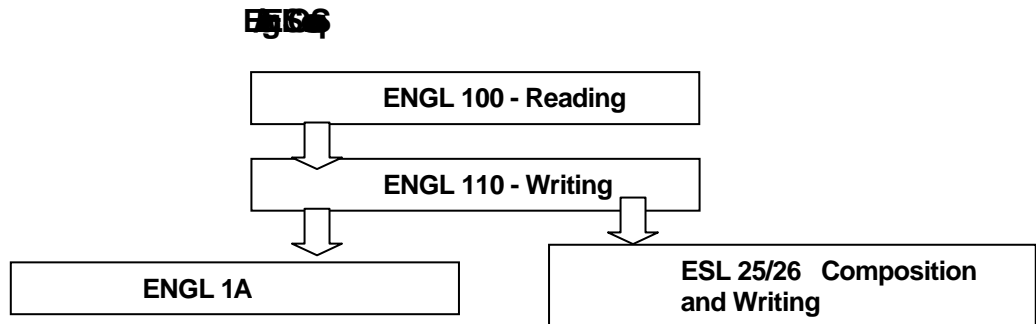 ENGL 100 - Reading
ENGL 110 - Writing
ENGL 1A
ESL 25/26 Composition
and Writing